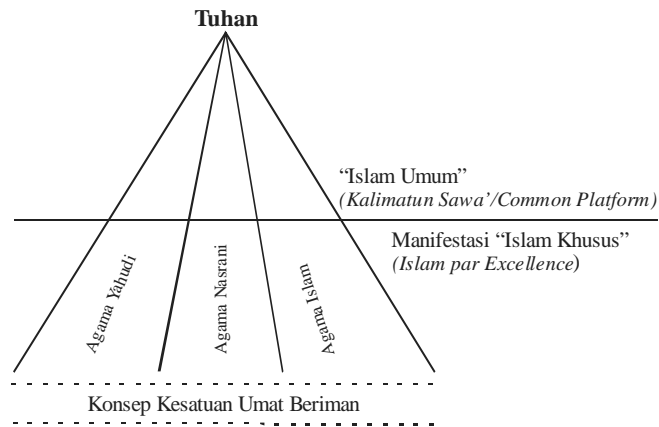 Tuhan
“Islam Umum”
(Kalimatun Sawa’/Common Platform)
Manifestasi “Islam Khusus”
(Islam par Excellence)
Agama Yahudi
Agama Nasrani
Agama Islam
Konsep Kesatuan Umat Beriman